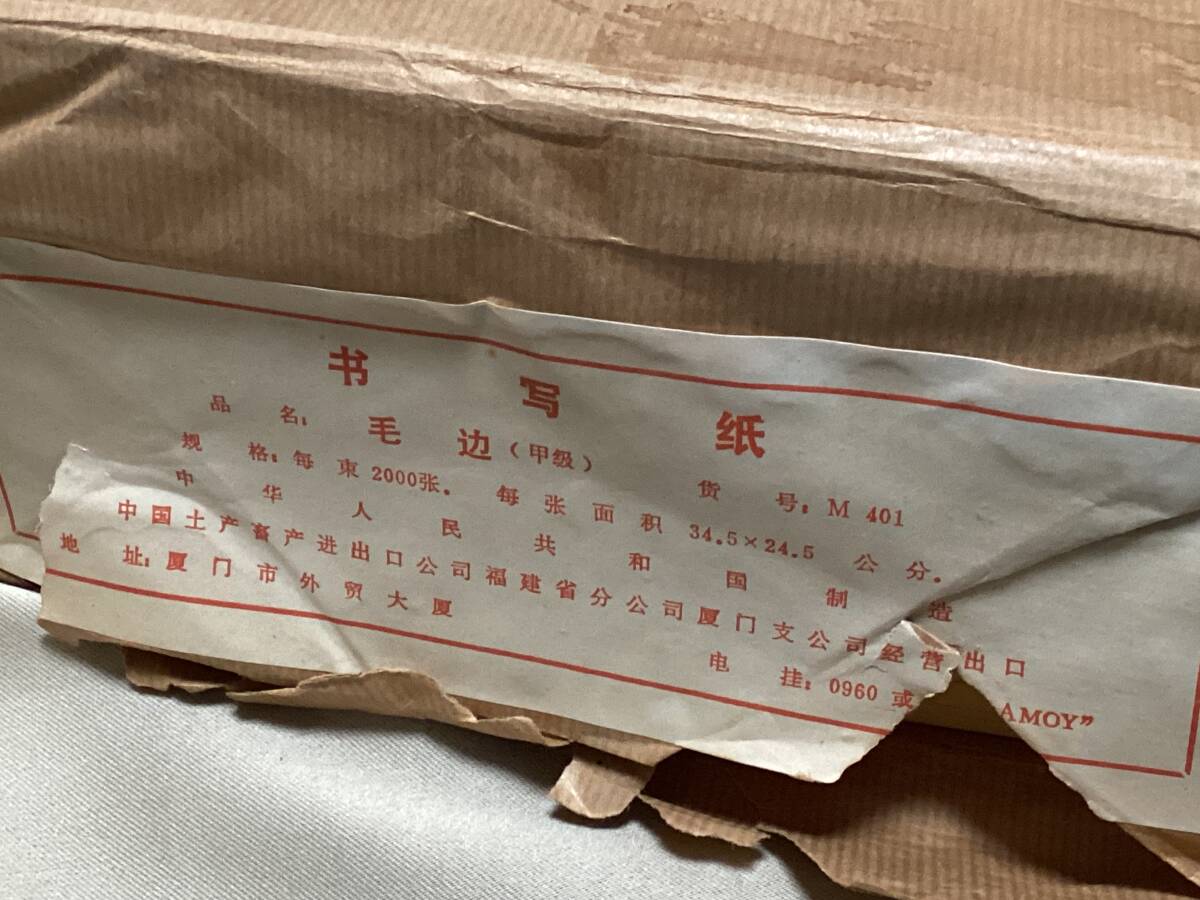 书写纸
品名：毛边（甲级） 货号：M 401
规格：每束2000张． 每张面积 34.5×24.5 公分．
中华人民共和国制造
中国土产畜产进出口公司福建省分公司厦门支公司经营出口
地址：厦门市外贸大厦
电挂：0960 或 AMOY”